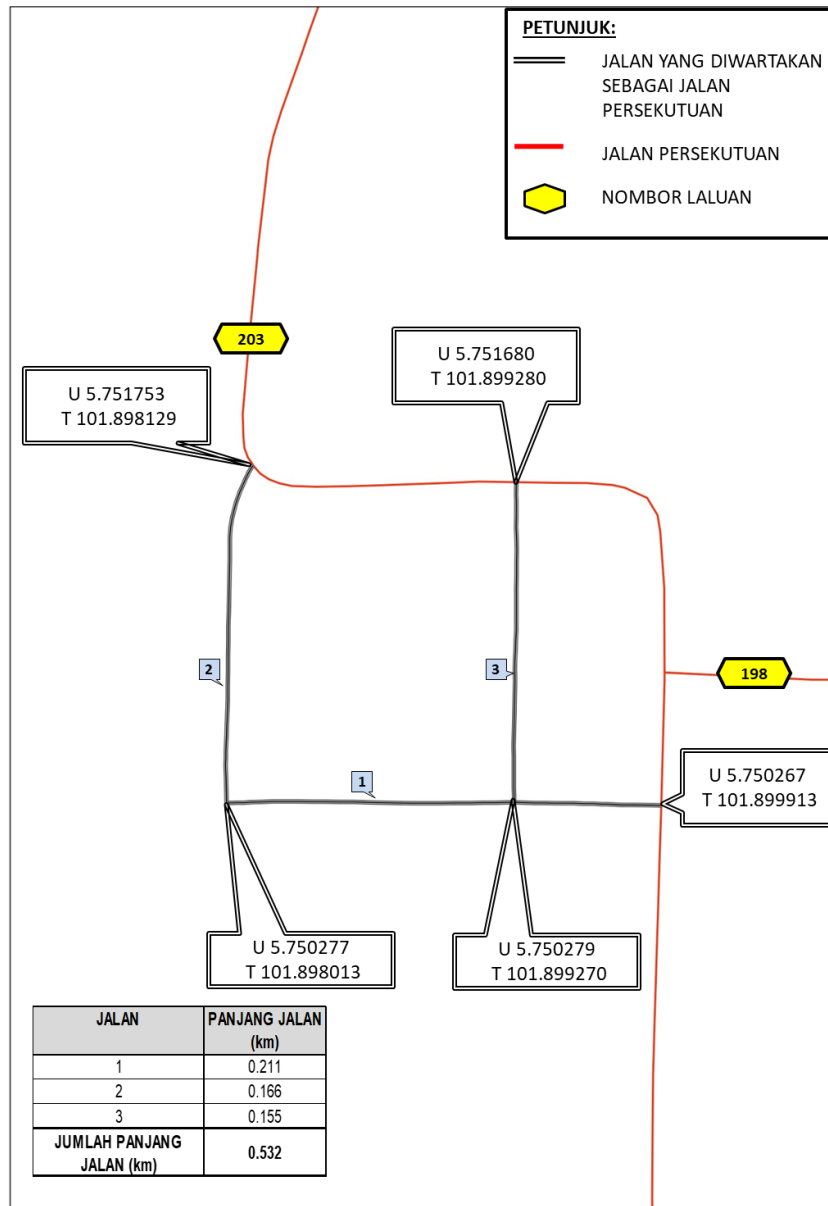 PETUNJUK:
JALAN YANG DIWARTAKAN
SEBAGAI JALAN
PERSEKUTUAN
JALAN PERSEKUTUAN
NOMBOR LALUAN
203
U 5.751680
T 101.899280
U 5.751753
T 101.898129
2
3
198
1
U 5.750267
T 101.899913
U 5.750277
T 101.898013
U 5.750279
T 101.899270
JALAN PANJANG JALAN
(km)
1 0.211
2 0.166
3 0.155
JUMLAH PANJANG
JALAN (km) 0.532